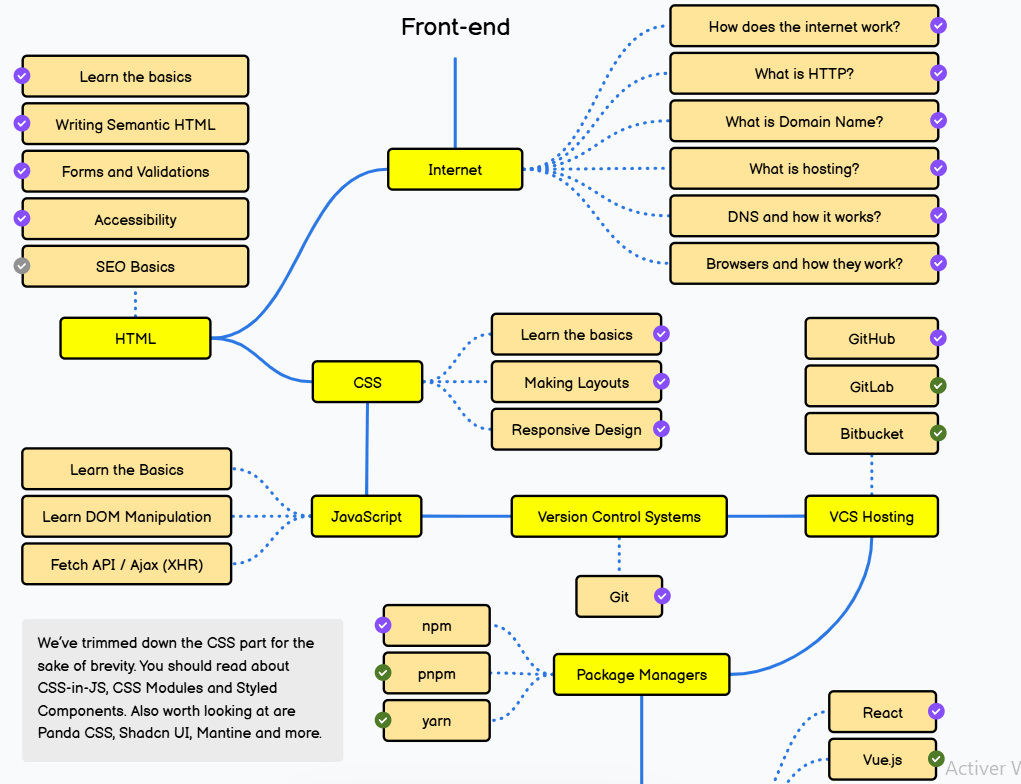 Front-end
How does the internet work?
What is HTTP?
What is Domain Name?
What is hosting?
DNS and how it works?
Browsers and how they work?
Internet
Learn the basics
Writing Semantic HTML
Forms and Validations
Accessibility
SEO Basics
HTML
CSS
Learn the basics
Making Layouts
Responsive Design
GitHub
GitLab
Bitbucket
Learn the Basics
Learn DOM Manipulation
Fetch API / Ajax (XHR)
JavaScript
Version Control Systems
VCS Hosting
Git
We've trimmed down the CSS part for the
sake of brevity. You should read about
CSS-in-JS, CSS Modules and Styled
Components. Also worth looking at are
Panda CSS, Shadcn UI, Mantine and more.
npm
pnpm
yarn
Package Managers
React
Vue.js
Activer